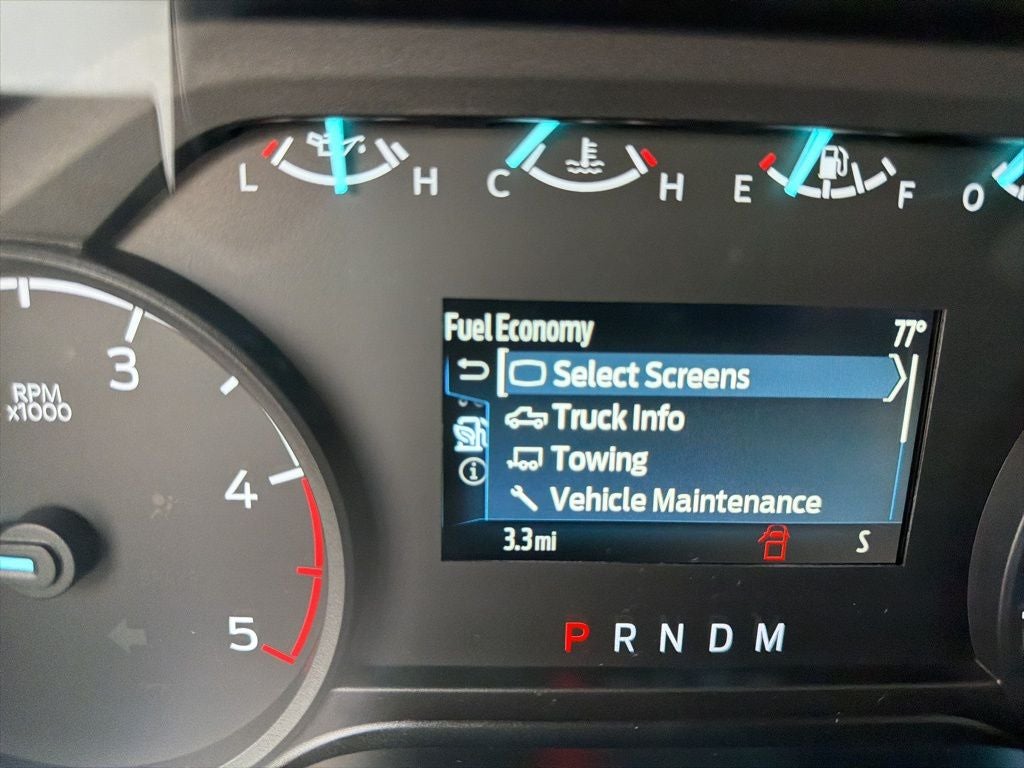 L H C H E F O
Fuel Economy 77°
Select Screens
Truck Info
Towing
Vehicle Maintenance
3.3mi S
3
RPM
x1000
4
5
P R N D M